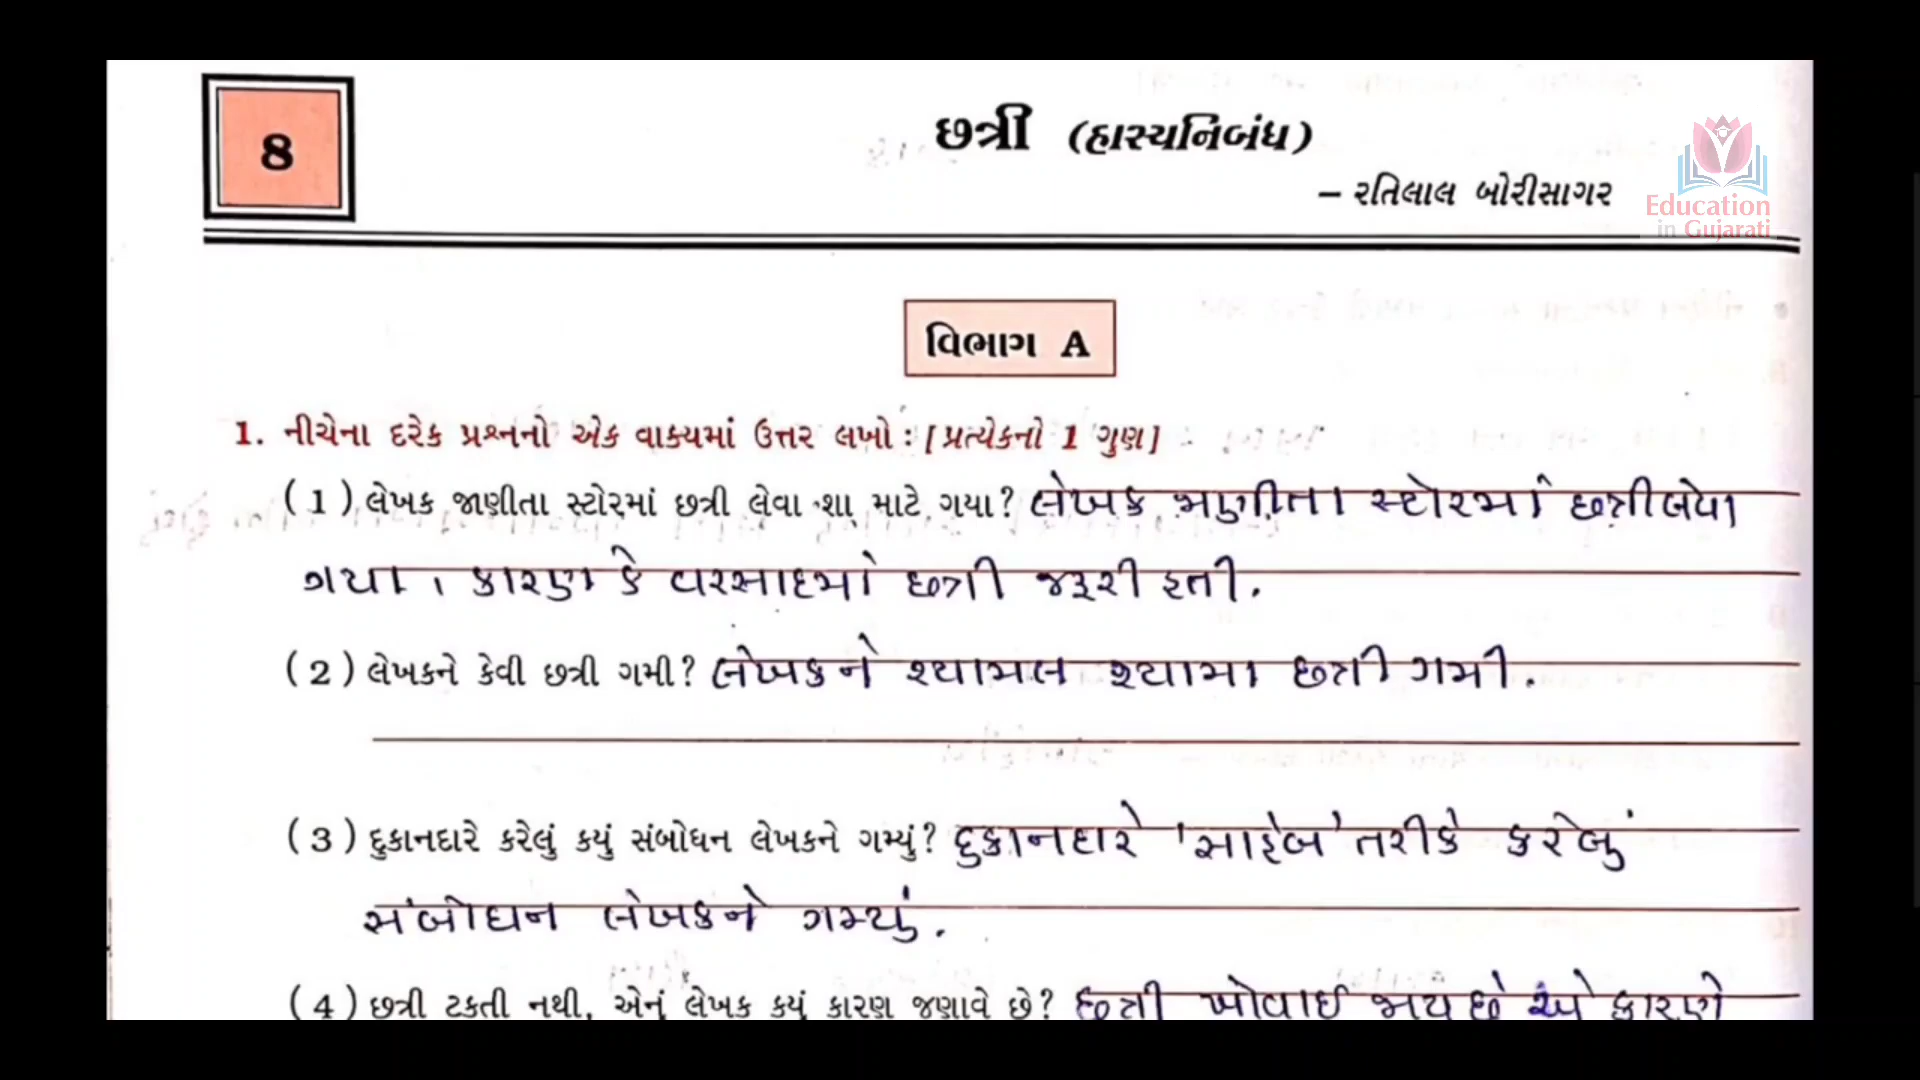 8
છત્રી (હાસ્યનિબંધ)
– રતિલાલ બોરીસાગર
Education
in Gujarati
વિભાગ A
1. નીચેના દરેક પ્રશ્નનો એક વાક્યમાં ઉત્તર લખો : [પ્રત્યેકનો 1 ગુણ]
(1) લેખક જાણીતા સ્ટોરમાં છત્રી લેવા શા માટે ગયા? લેખક જાણીતા સ્ટોરમાં છત્રી લેવા
ગયા, કારણ કે વરસાદમાં છત્રી જરૂરી હતી.
(2) લેખકને કેવી છત્રી ગમી? લેખકને શ્યામલ શ્યામા છત્રી ગમી.
(3) દુકાનદારે કરેલું કયું સંબોધન લેખકને ગમ્યું? દુકાનદારે 'સાહેબ' તરીકે કરેલું
સંબોધન લેખકને ગમ્યું.
(4) છત્રી ટકતી નથી, એનું લેખક કયું કારણ જણાવે છે? છત્રી ખોવાઈ જાય છે એ કારણે